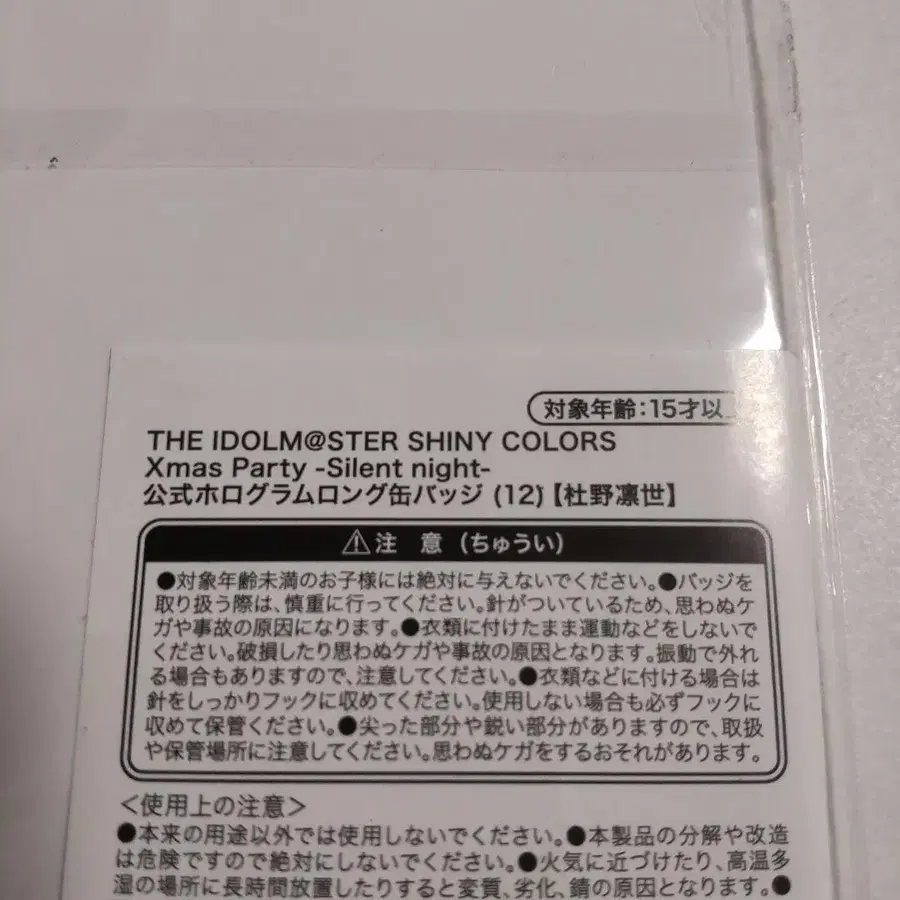 対象年齢:15才以
THE IDOLM@STER SHINY COLORS
Xmas Party -Silent night-
公式ホログラムロング缶バッジ (12)【杜野凛世】
⚠注 意 (ちゅうい)
●対象年齢未満のお子様には絶対に与えないでください。●バッジを
取り扱う際は、慎重に行ってください。針がついているため、思わぬケ
ガや事故の原因になります。●衣類に付けたまま運動などをしないで
ください。破損したり思わぬケガや事故の原因となります。振動で外れ
る場合もありますので、注意してください。●衣類などに付ける場合は
針をしっかりフックに収めてください。使用しない場合も必ずフックに
収めて保管ください。●尖った部分や鋭い部分がありますので、取扱
や保管場所に注意してください。思わぬケガをするおそれがあります。
＜使用上の注意＞
●本来の用途以外では使用しないでください。●本製品の分解や改造
は危険ですので絶対にしないでください。●火気に近づけたり、高温多
湿の場所に長時間放置したりすると変質、劣化、錆の原因となります。●